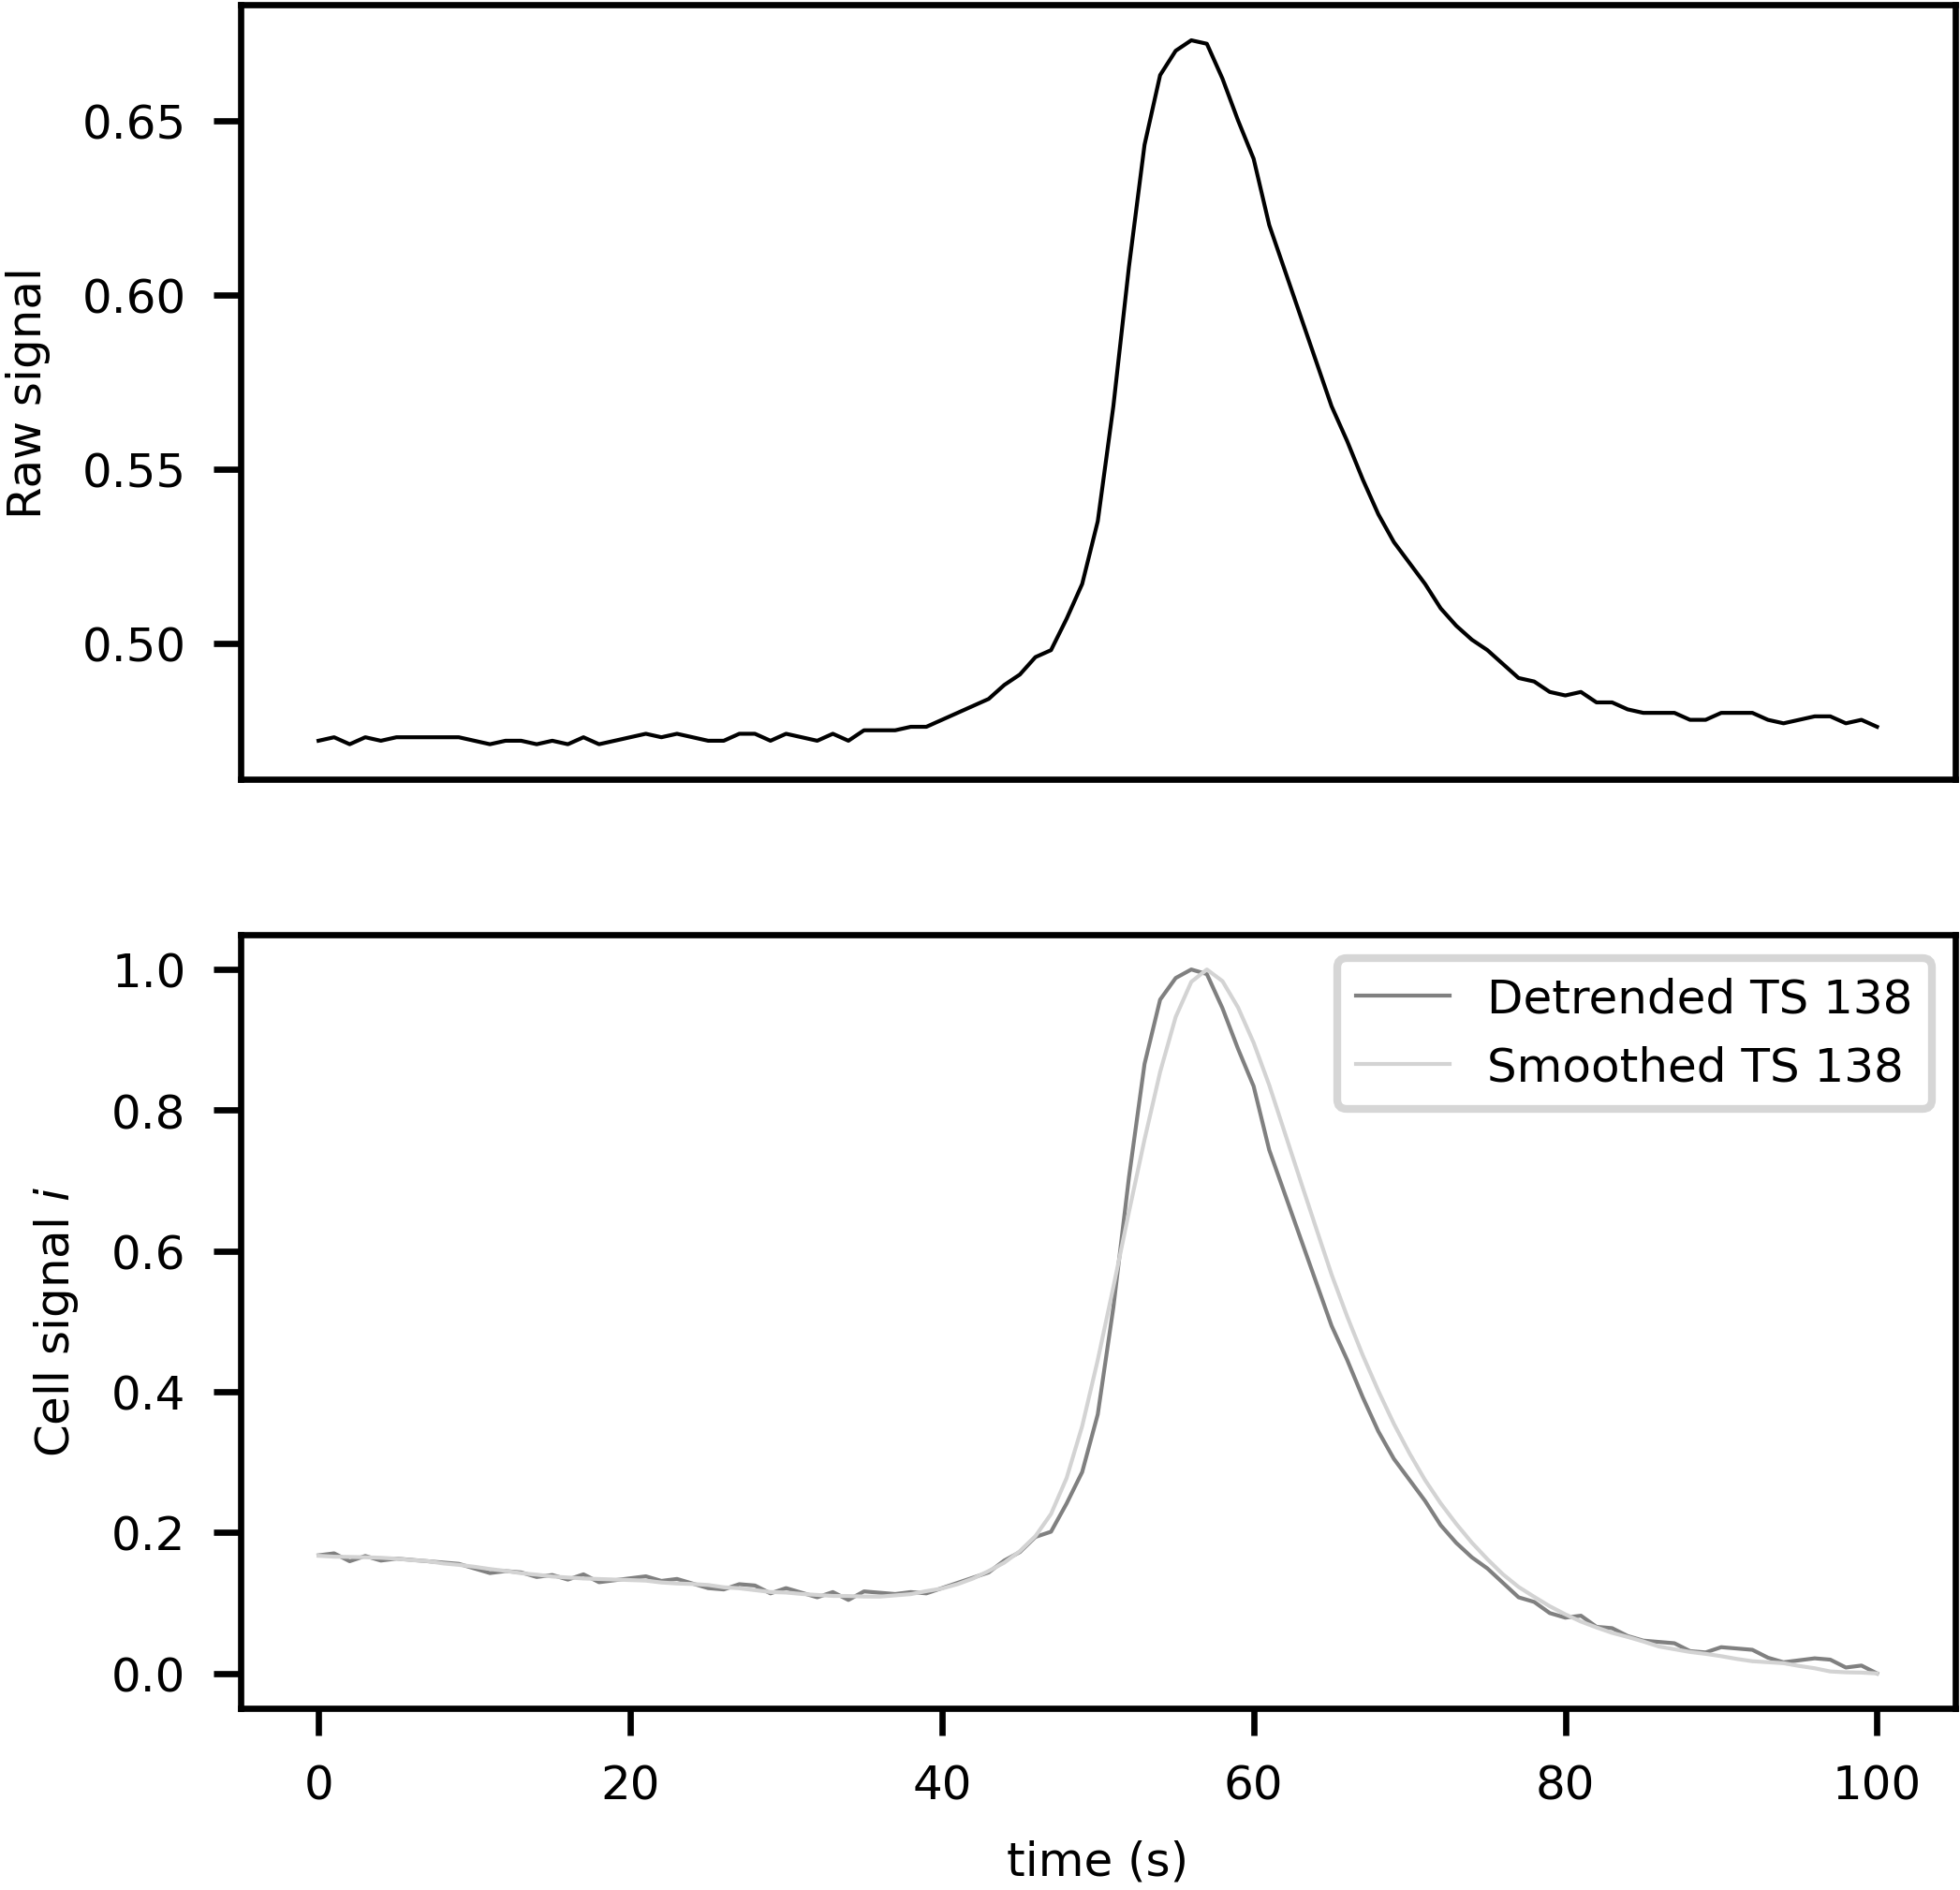 Raw signal
0.65
0.60
0.55
0.50
Cell signal i
1.0
0.8
0.6
0.4
0.2
0.0
Detrended TS 138
Smoothed TS 138
0 20 40 60 80 100
time (s)